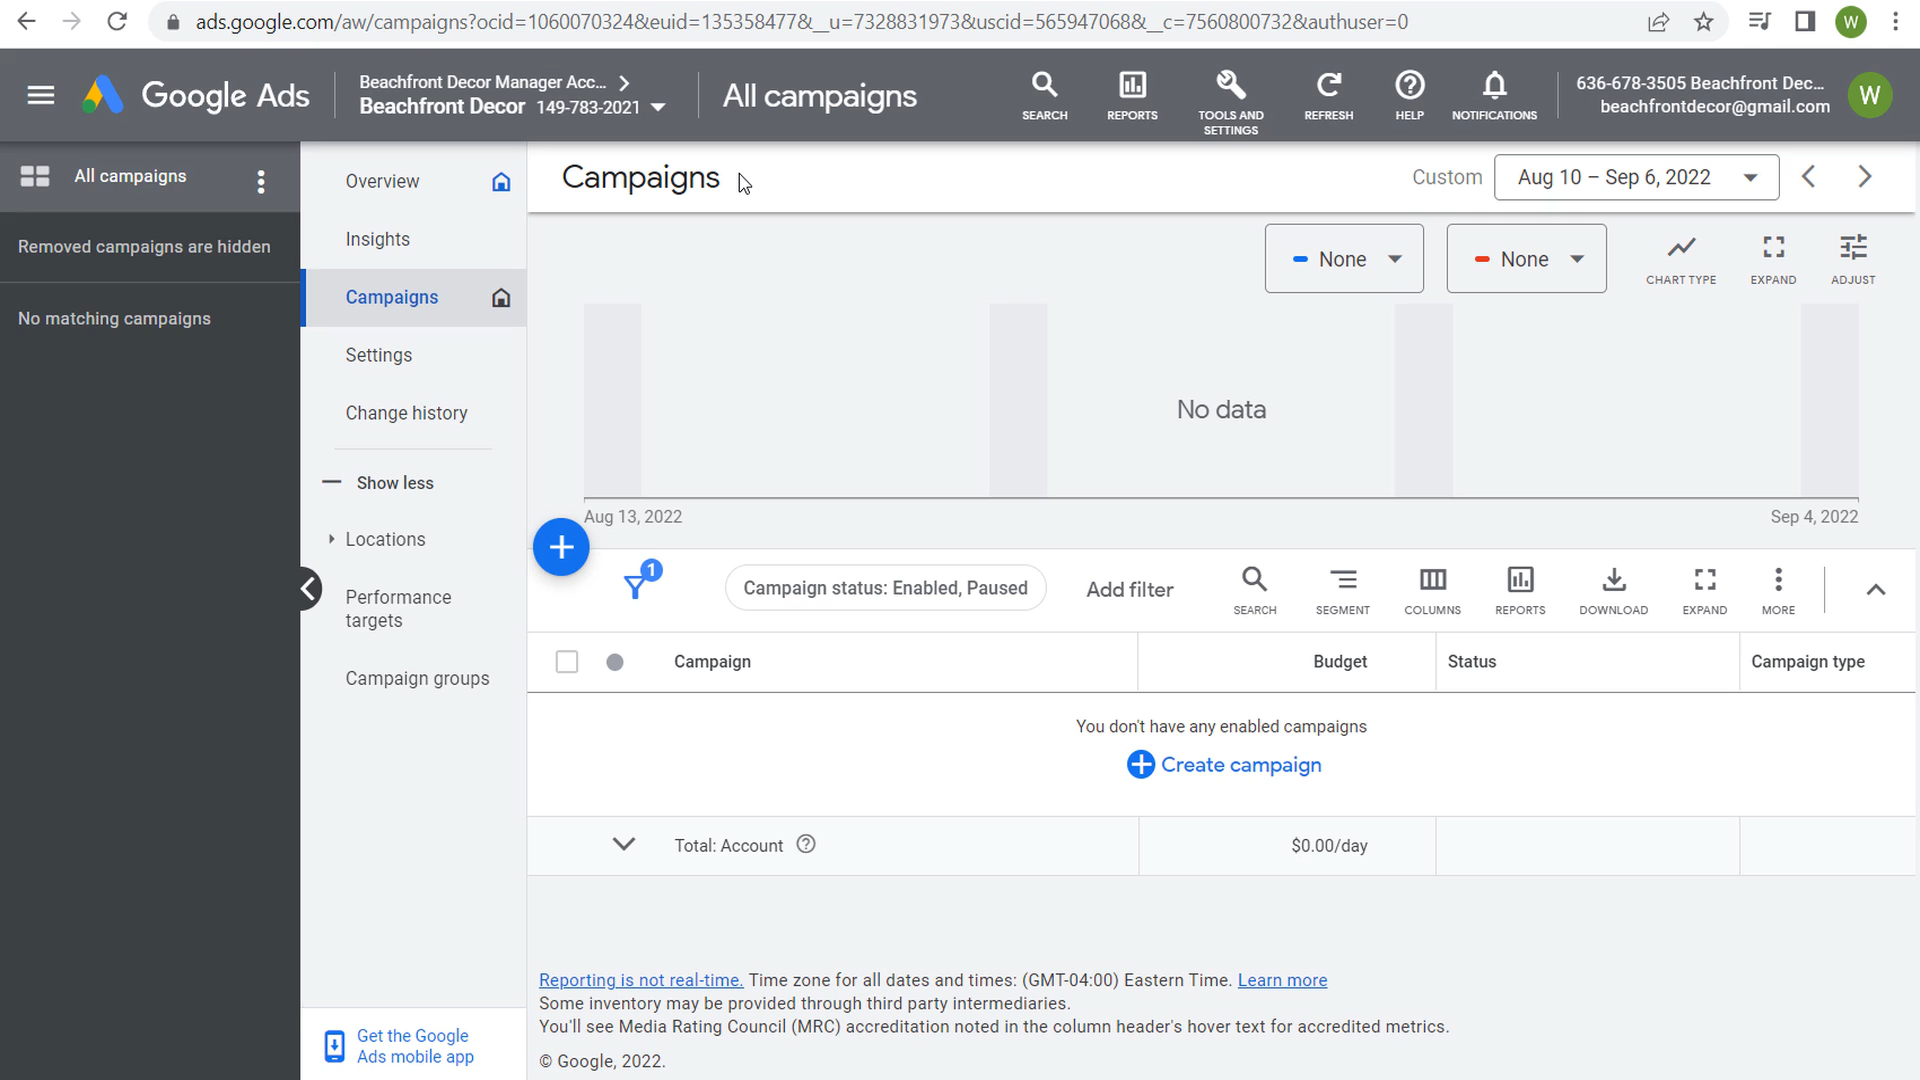 ads.google.com/aw/campaigns?ocid=1060070324&euid=135358477&__u=7328831973&uscid=565947068&__c=7560800732&authuser=0
W
Google Ads
Beachfront Decor Manager Acc...
Beachfront Decor 149-783-2021
All campaigns
SEARCH
REPORTS
TOOLS AND
SETTINGS
REFRESH
HELP
NOTIFICATIONS
636-678-3505 Beachfront Dec...
beachfrontdecor@gmail.com
W
All campaigns
Removed campaigns are hidden
No matching campaigns
Overview
Insights
Campaigns
Settings
Change history
Show less
Locations
Performance
targets
Campaign groups
Get the Google
Ads mobile app
Campaigns
Custom
Aug 10 – Sep 6, 2022
None
None
CHART TYPE
EXPAND
ADJUST
No data
Aug 13, 2022
Sep 4, 2022
1
Campaign status: Enabled, Paused
Add filter
SEARCH
SEGMENT
COLUMNS
REPORTS
DOWNLOAD
EXPAND
MORE
Campaign
Budget
Status
Campaign type
You don't have any enabled campaigns
Create campaign
Total: Account
$0.00/day
Reporting is not real-time. Time zone for all dates and times: (GMT-04:00) Eastern Time. Learn more
Some inventory may be provided through third party intermediaries.
You'll see Media Rating Council (MRC) accreditation noted in the column header's hover text for accredited metrics.
© Google, 2022.